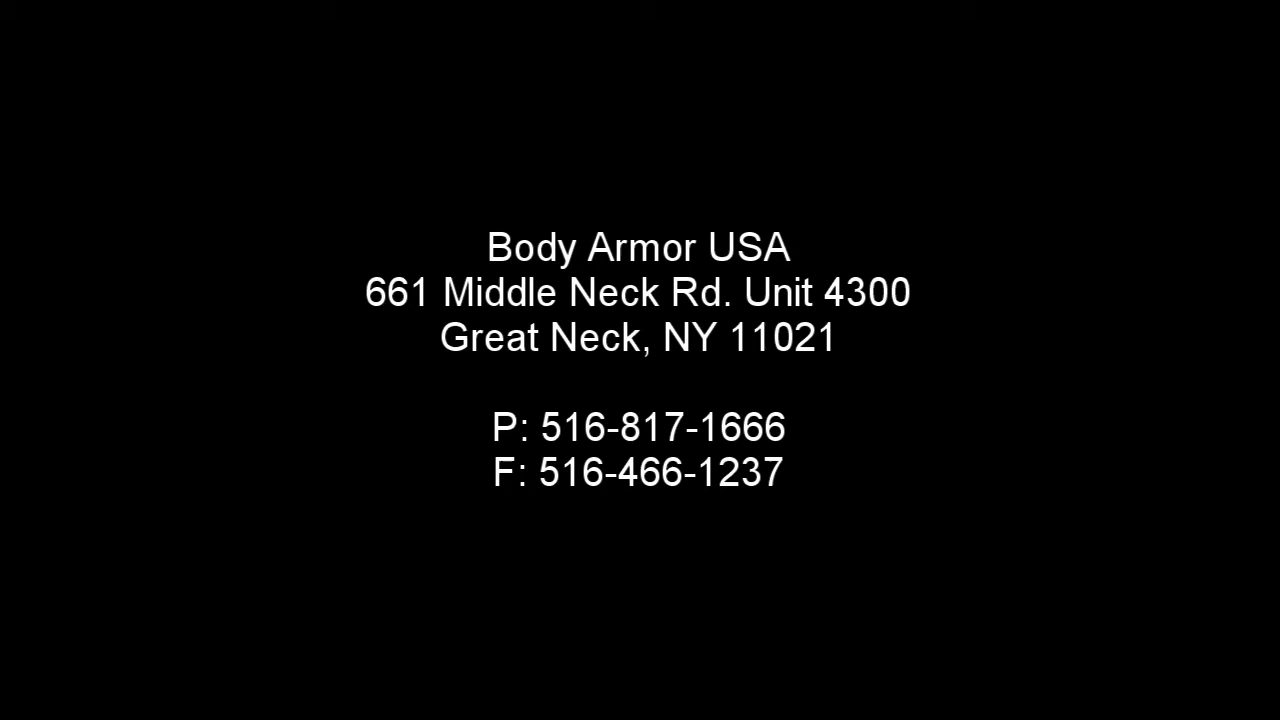 Body Armor USA
661 Middle Neck Rd. Unit 4300
Great Neck, NY 11021
P: 516-817-1666
F: 516-466-1237